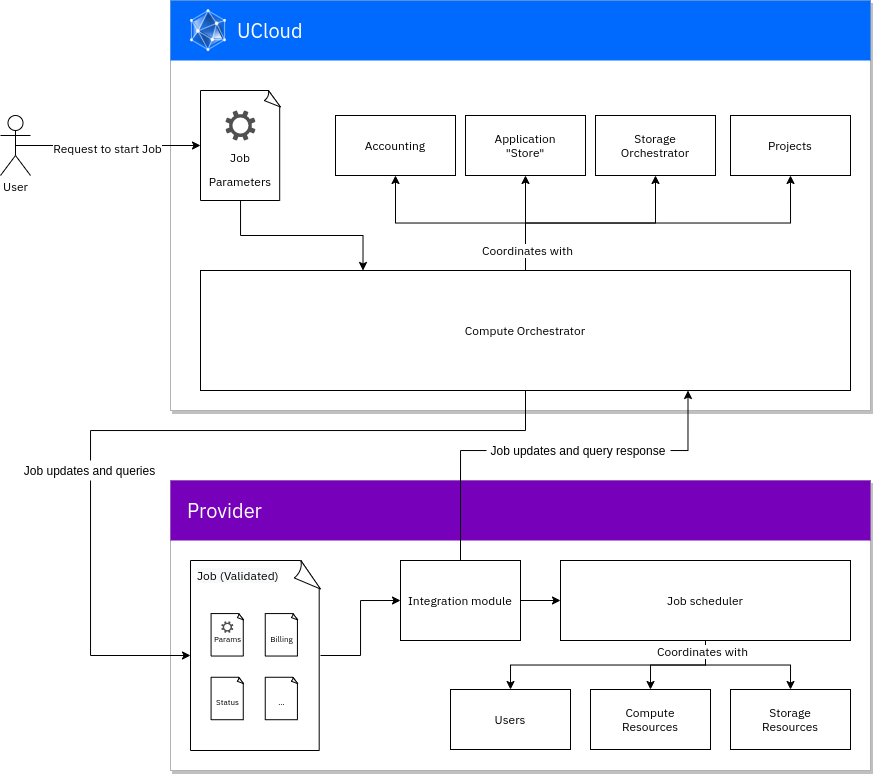 UCloud
User
Request to start Job
Job
Parameters
Accounting
Application
"Store"
Storage
Orchestrator
Projects
Coordinates with
Compute Orchestrator
Job updates and queries
Job updates and query response
Provider
Job (Validated)
Params
Billing
Status
...
Integration module
Job scheduler
Coordinates with
Users
Compute
Resources
Storage
Resources